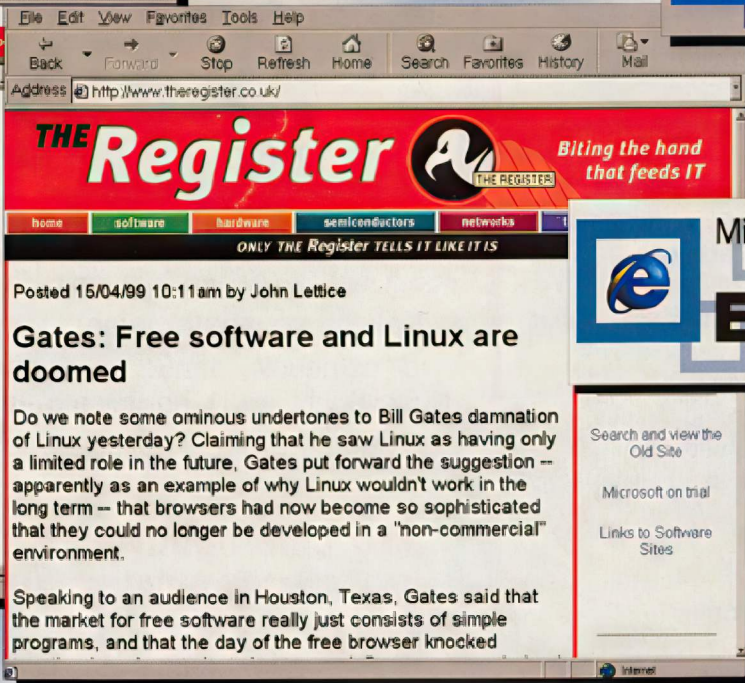 File Edit View Favorites Tools Help
Back Forward Stop Refresh Home Search Favorites History Mail
Address http://www.theregister.co.uk/
THE Register
THE REGISTER
Biting the hand
that feeds IT
home software hardware semiconductors networks
ONLY THE Register TELLS IT LIKE IT IS
Posted 15/04/99 10:11am by John Lettice
Gates: Free software and Linux are
doomed
Do we note some ominous undertones to Bill Gates damnation
of Linux yesterday? Claiming that he saw Linux as having only
a limited role in the future, Gates put forward the suggestion --
apparently as an example of why Linux wouldn't work in the
long term -- that browsers had now become so sophisticated
that they could no longer be developed in a "non-commercial"
environment.
Speaking to an audience in Houston, Texas, Gates said that
the market for free software really just consists of simple
programs, and that the day of the free browser knocked
Mi
E
Search and view the
Old Site
Microsoft on trial
Links to Software
Sites
Internet